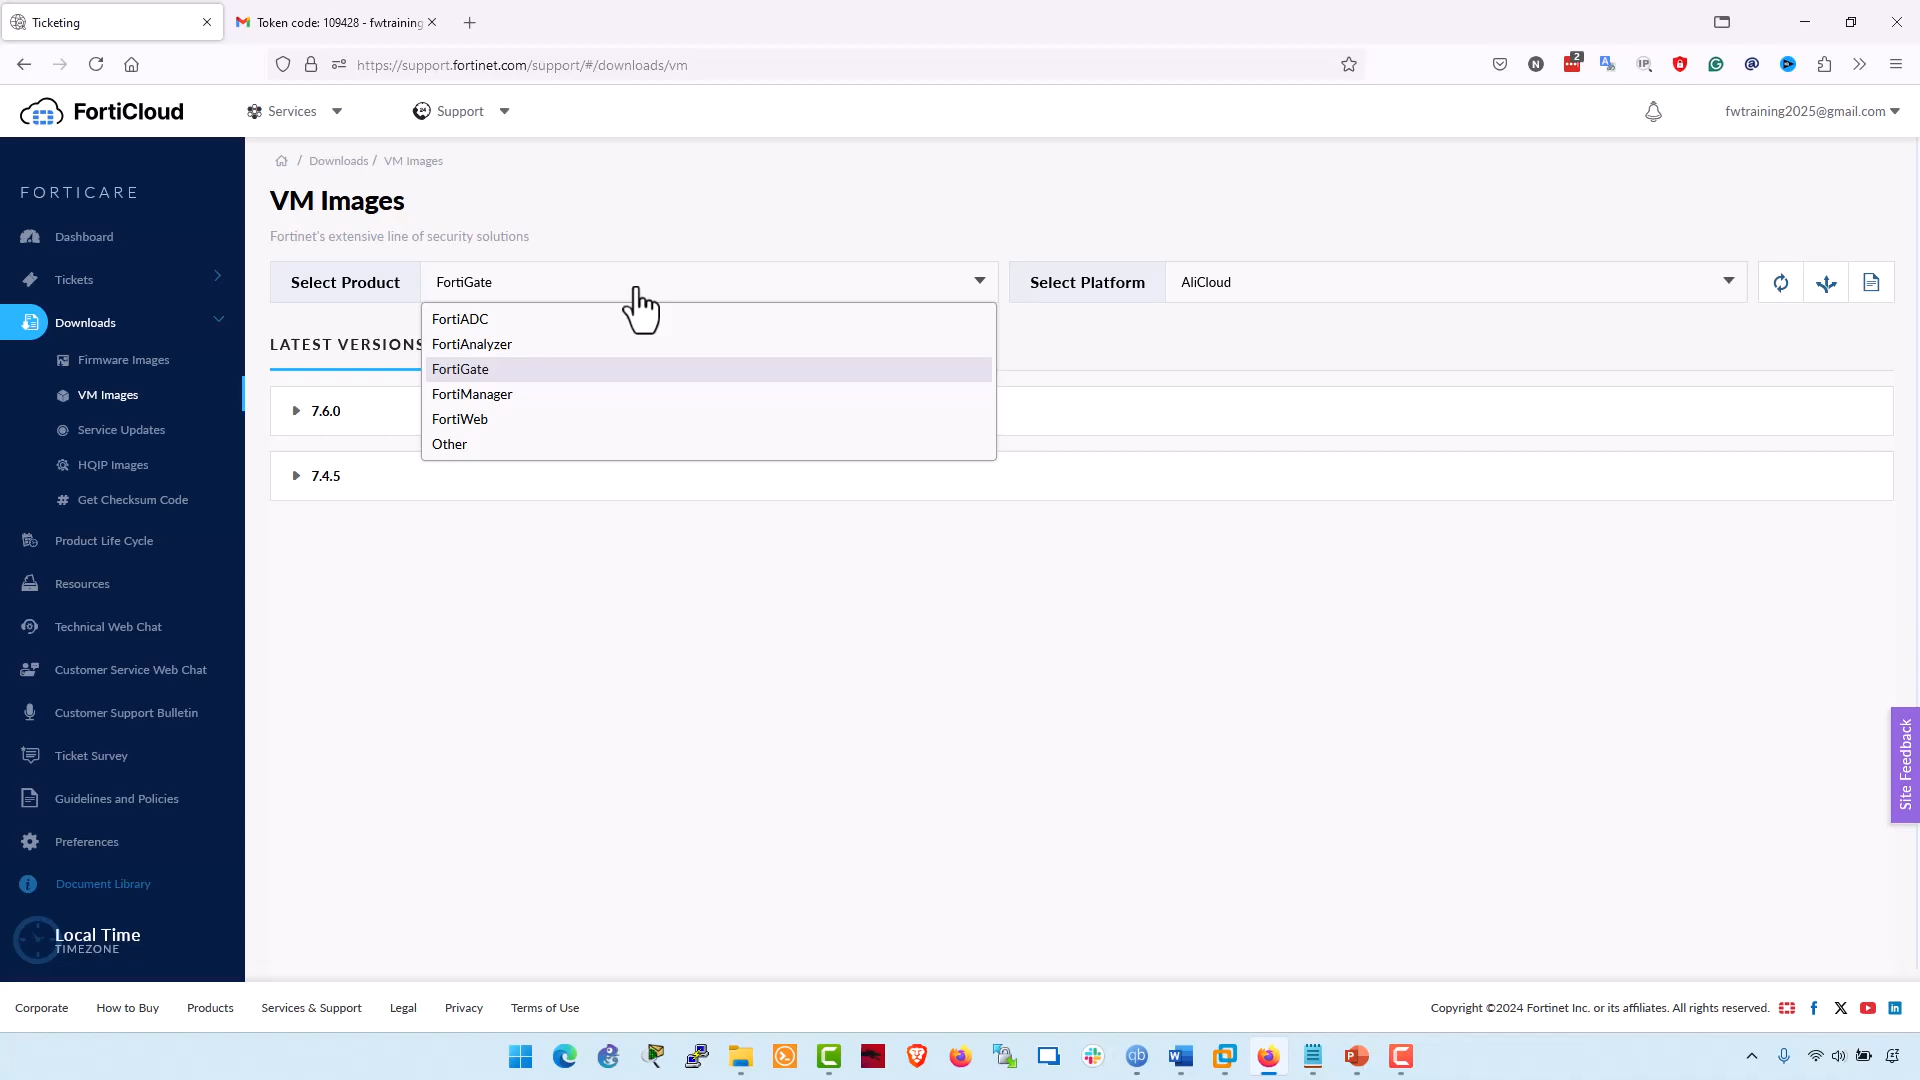 Ticketing
Token code: 109428 - fwtraining
https://support.fortinet.com/support/#/downloads/vm
2
FortiCloud
Services
Support
fwtraining2025@gmail.com
FORTICARE
Dashboard
Tickets
Downloads
Firmware Images
VM Images
Service Updates
HQIP Images
Get Checksum Code
Product Life Cycle
Resources
Technical Web Chat
Customer Service Web Chat
Customer Support Bulletin
Ticket Survey
Guidelines and Policies
Preferences
Document Library
Local Time
TIMEZONE
/ Downloads / VM Images
VM Images
Fortinet's extensive line of security solutions
Select Product
FortiGate
Select Platform
AliCloud
FortiADC
FortiAnalyzer
FortiGate
FortiManager
FortiWeb
Other
LATEST VERSIONS
7.6.0
7.4.5
Site Feedback
Corporate
How to Buy
Products
Services & Support
Legal
Privacy
Terms of Use
Copyright ©2024 Fortinet Inc. or its affiliates. All rights reserved.